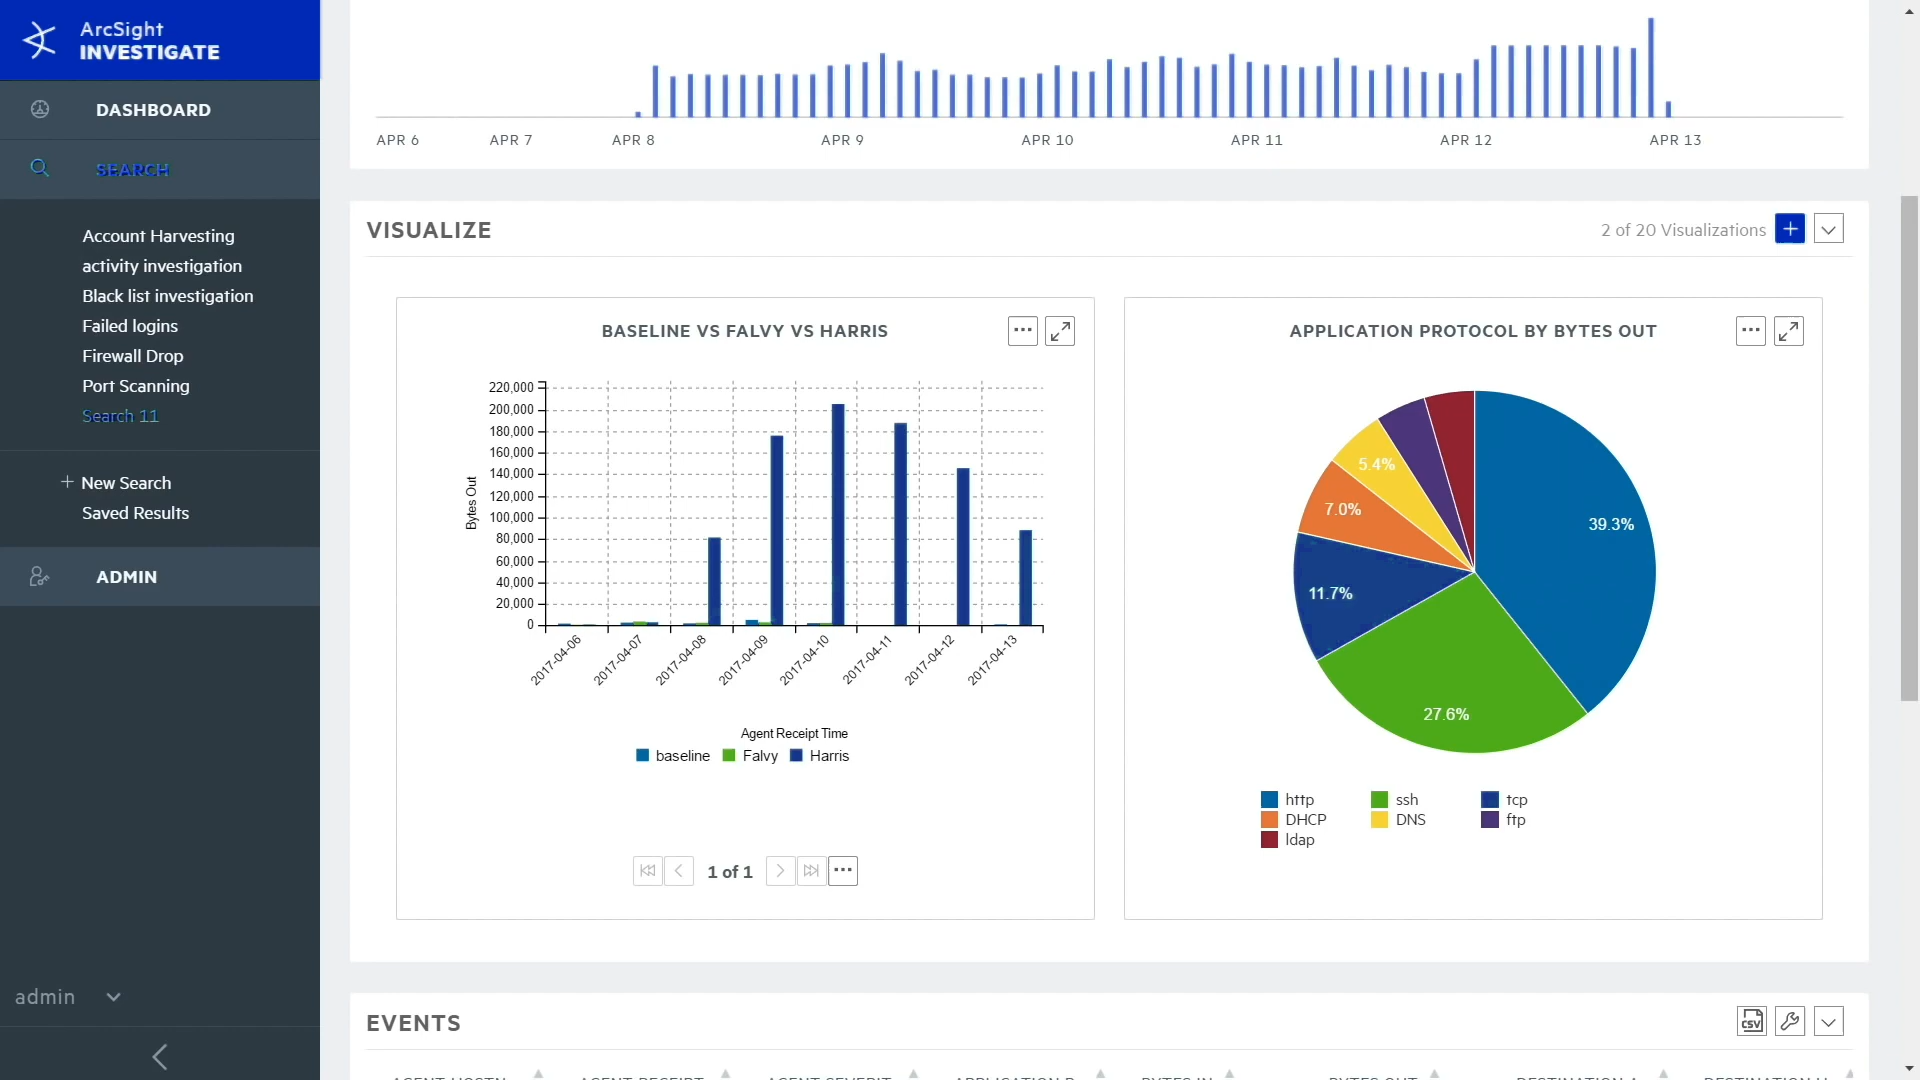 ArcSight
INVESTIGATE
DASHBOARD
SEARCH
Account Harvesting
activity investigation
Black list investigation
Failed logins
Firewall Drop
Port Scanning
Search 11
+ New Search
Saved Results
ADMIN
admin
APR 6 APR 7 APR 8 APR 9 APR 10 APR 11 APR 12 APR 13
VISUALIZE
2 of 20 Visualizations
BASELINE VS FALVY VS HARRIS
220,000
200,000
180,000
160,000
140,000
120,000
100,000
80,000
60,000
40,000
20,000
0
Bytes Out
2017-04-06 2017-04-07 2017-04-08 2017-04-09 2017-04-10 2017-04-11 2017-04-12 2017-04-13
Agent Receipt Time
baseline Falvy Harris
1 of 1
APPLICATION PROTOCOL BY BYTES OUT
39.3%
27.6%
11.7%
7.0%
5.4%
http ssh tcp
DHCP DNS ftp
ldap
EVENTS
CSV